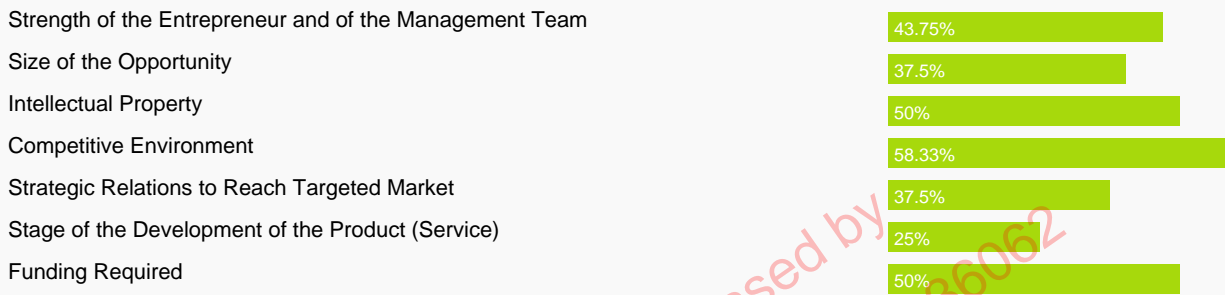 Strength of the Entrepreneur and of the Management Team 43.75%
Size of the Opportunity 37.5%
Intellectual Property 50%
Competitive Environment 58.33%
Strategic Relations to Reach Targeted Market 37.5%
Stage of the Development of the Product (Service) 25%
Funding Required 50%